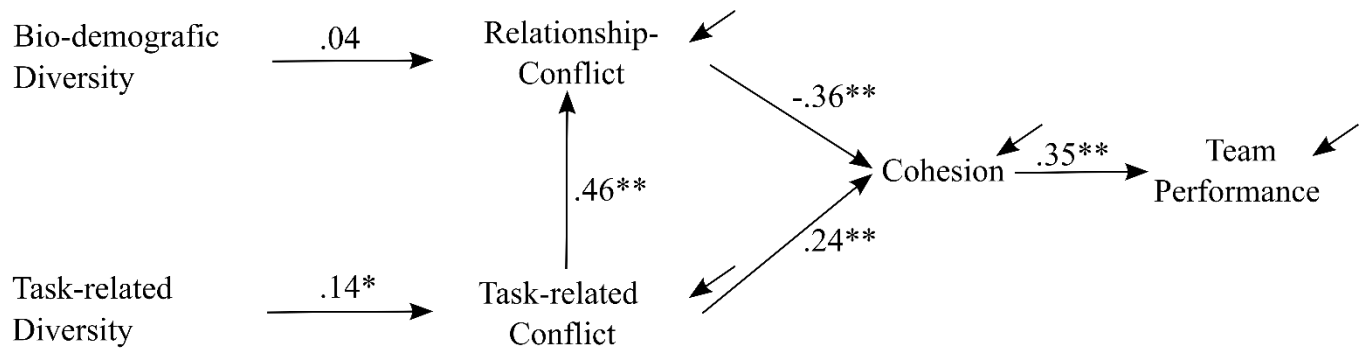 Bio-demografic
Diversity
.04
Relationship-
Conflict
-.36**
.46**
Cohesion
.35**
Team
Performance
.24**
Task-related
Diversity
.14*
Task-related
Conflict